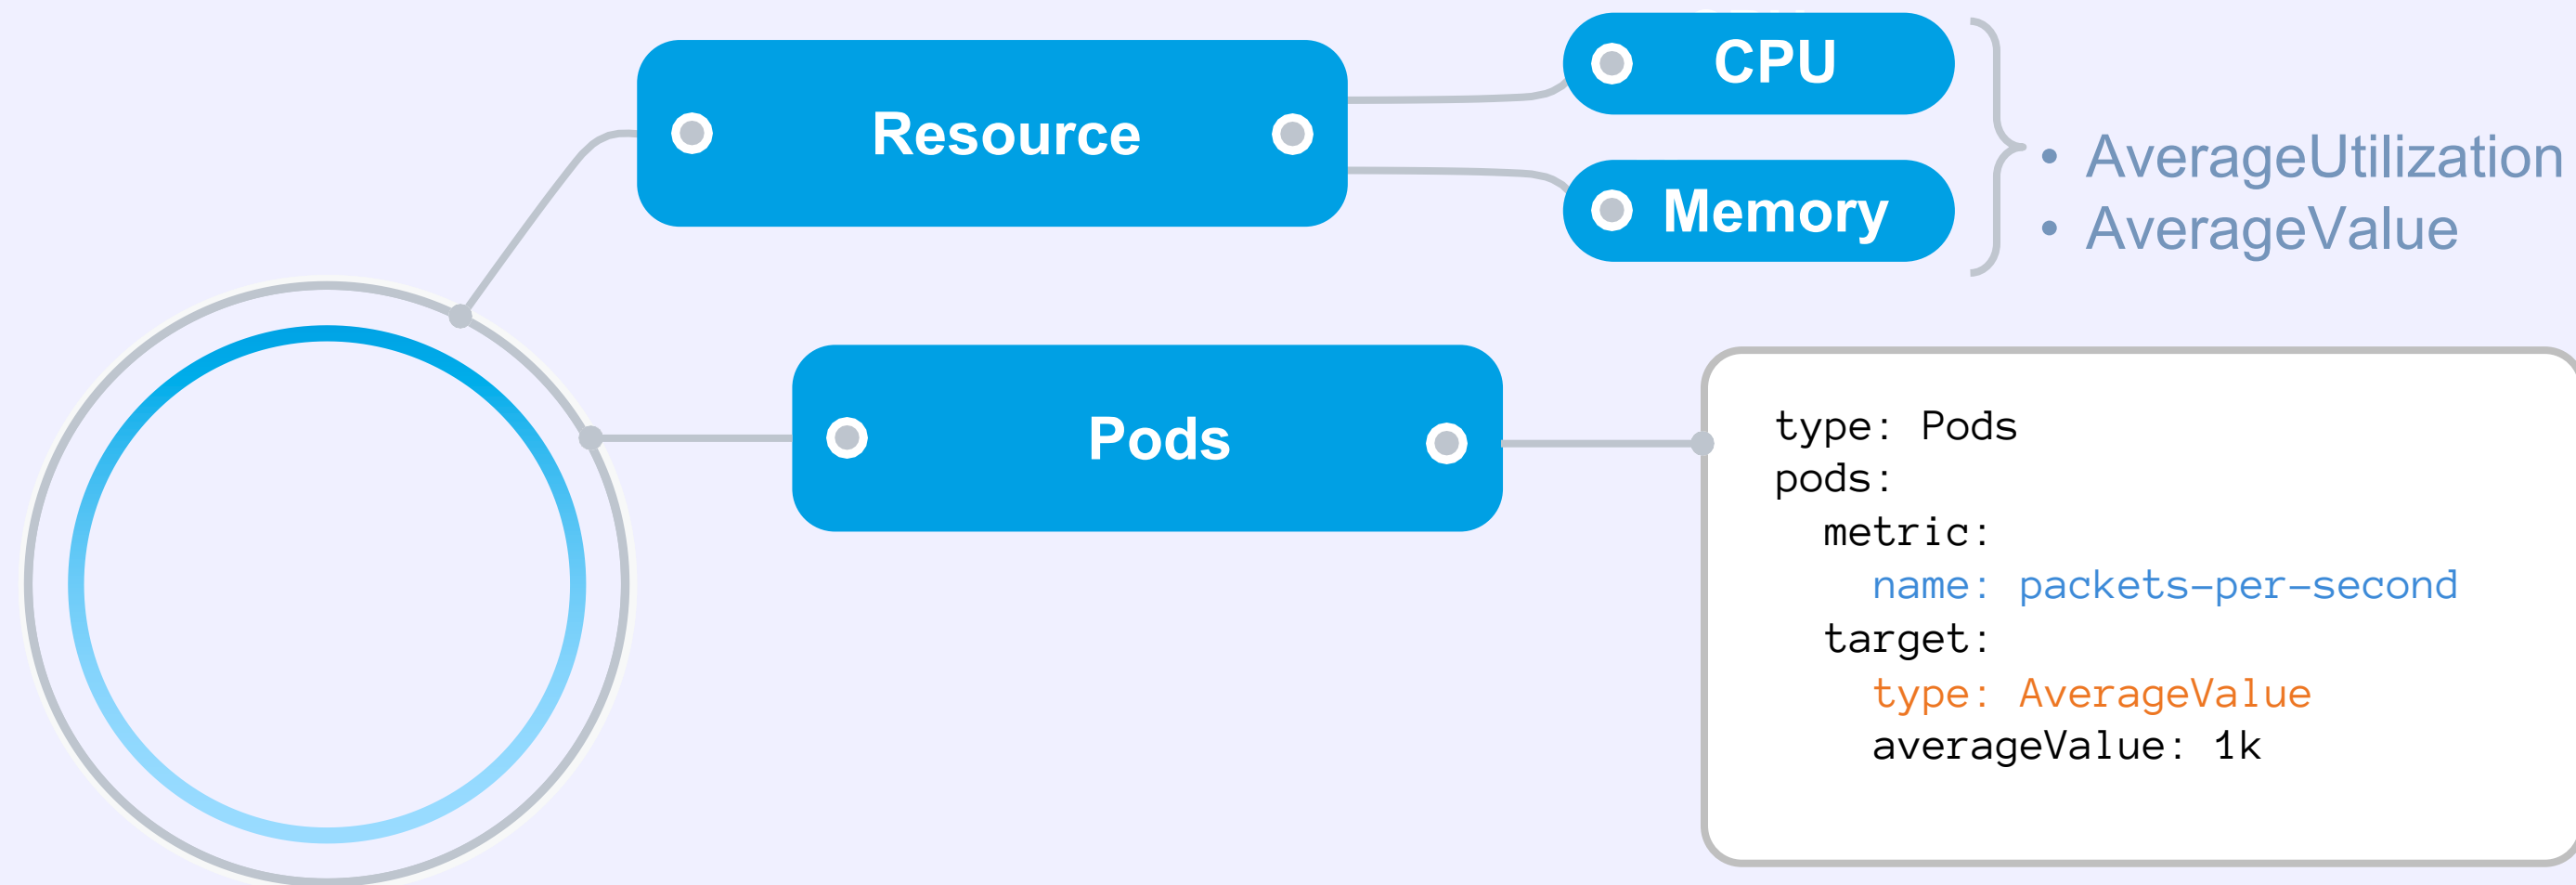 Resource
CPU
Memory
• AverageUtilization
• AverageValue
Pods
type: Pods
pods:
  metric:
    name: packets-per-second
  target:
    type: AverageValue
    averageValue: 1k